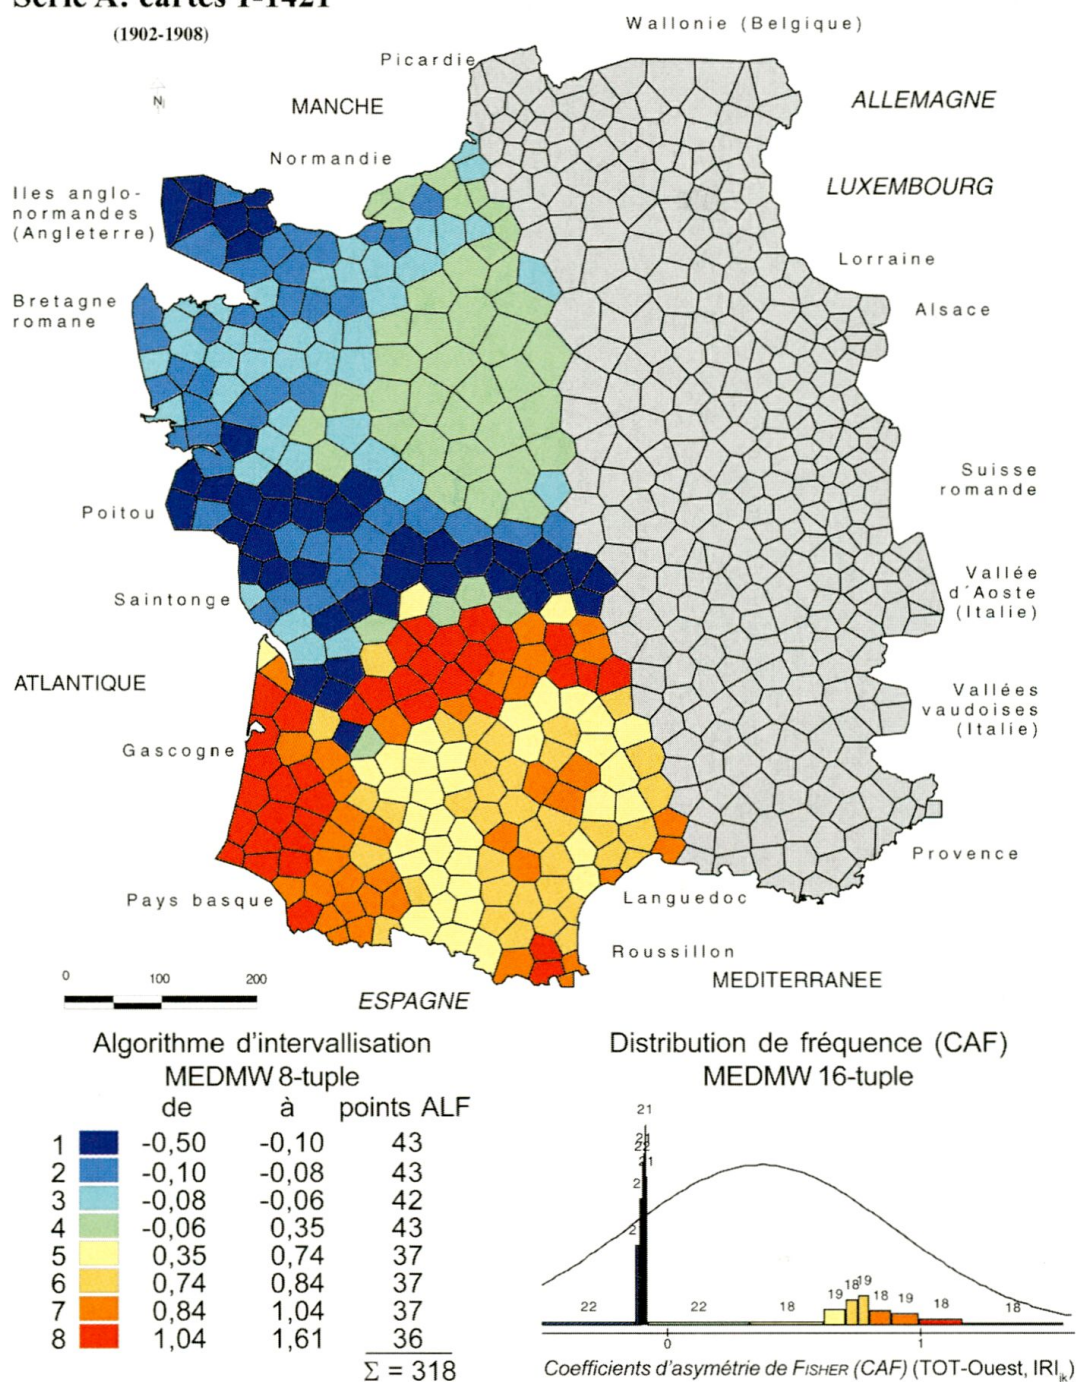 Série A: cartes 1-1421
(1902-1908)
Wallonie (Belgique)
Picardie
N
MANCHE
ALLEMAGNE
Normandie
Iles anglo-
normandes
(Angleterre)
LUXEMBOURG
Lorraine
Bretagne
romane
Alsace
Suisse
romande
Poitou
Vallée
d´Aoste
(Italie)
Saintonge
ATLANTIQUE
Vallées
vaudoises
(Italie)
Gascogne
Provence
Pays basque
Languedoc
Roussillon
MEDITERRANEE
0 100 200
ESPAGNE
Algorithme d'intervallisation
MEDMW 8-tuple
de à points ALF
1 -0,50 -0,10 43
2 -0,10 -0,08 43
3 -0,08 -0,06 42
4 -0,06 0,35 43
5 0,35 0,74 37
6 0,74 0,84 37
7 0,84 1,04 37
8 1,04 1,61 36
Σ = 318
Distribution de fréquence (CAF)
MEDMW 16-tuple
21
21
22
21
22 22 18 19 18 19 18 19 18 18
0 1
Coefficients d'asymétrie de FISHER (CAF) (TOT-Ouest, IRIjk)